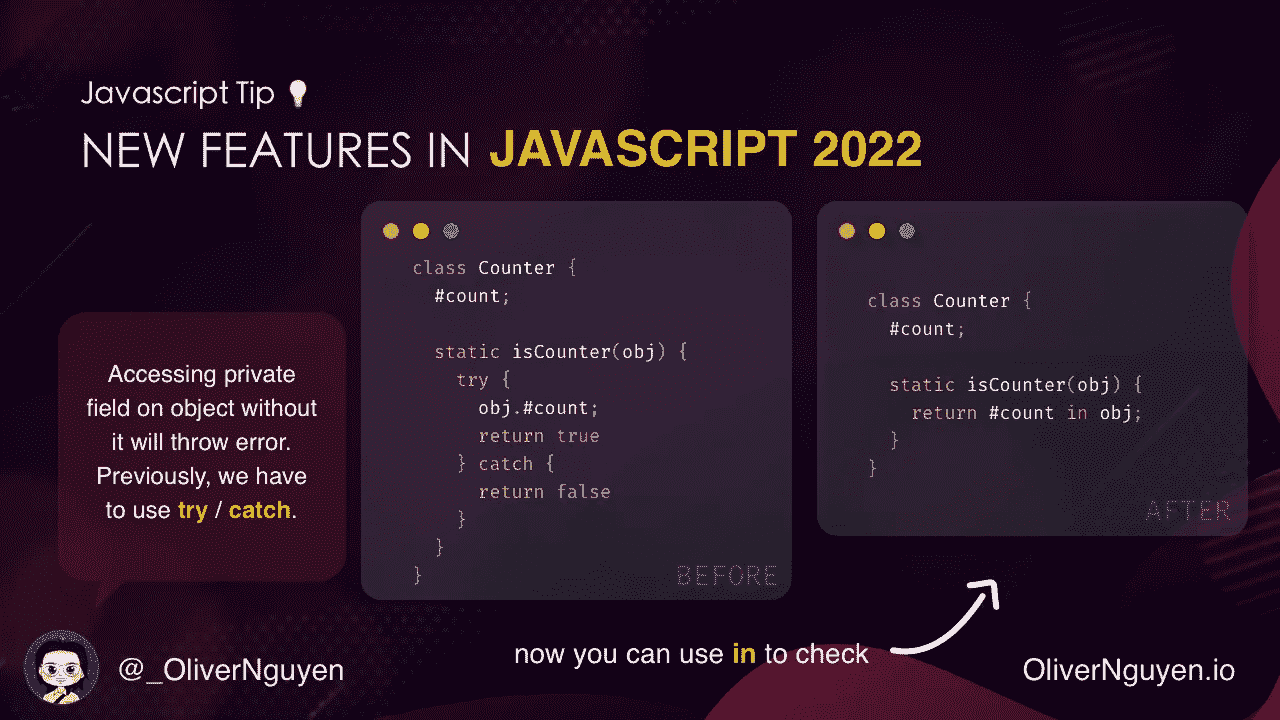 Javascript Tip 💡
NEW FEATURES IN JAVASCRIPT 2022
Accessing private
field on object without
it will throw error.
Previously, we have
to use try / catch.
class Counter {
  #count;

  static isCounter(obj) {
    try {
      obj.#count;
      return true
    } catch {
      return false
    }
  }
}
BEFORE
class Counter {
  #count;

  static isCounter(obj) {
    return #count in obj;
  }
}
AFTER
now you can use in to check
@_OliverNguyen
OliverNguyen.io